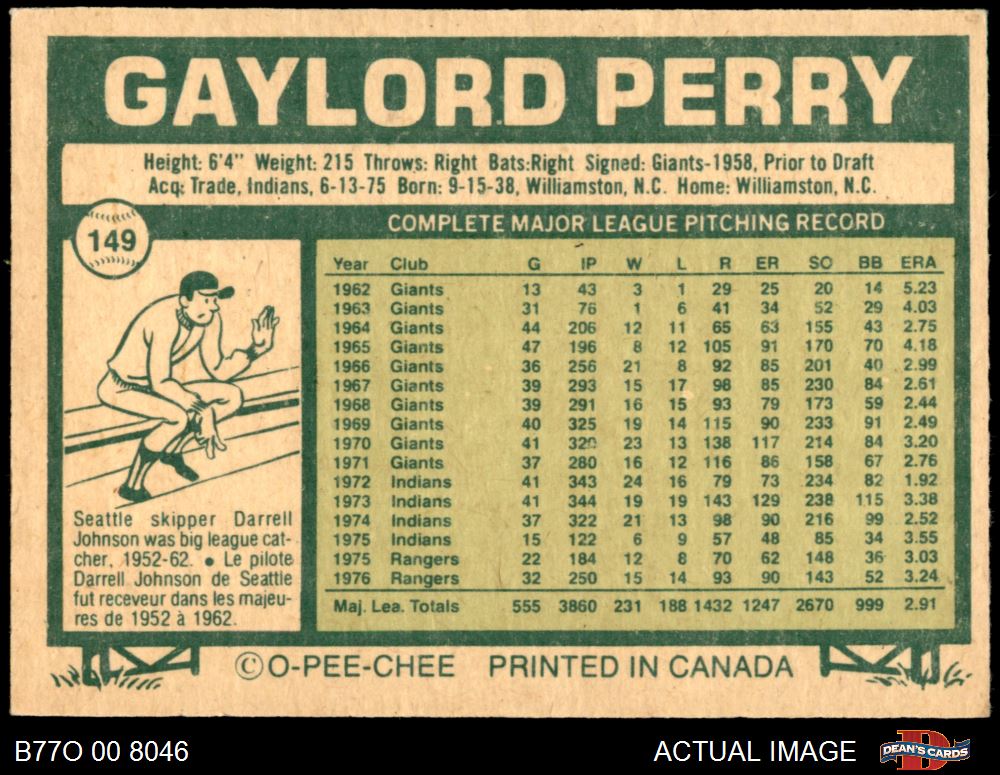 GAYLORD PERRY
Height: 6'4" Weight: 215 Throws: Right Bats:Right Signed: Giants-1958, Prior to Draft
Acq: Trade, Indians, 6-13-75 Born: 9-15-38, Williamston, N.C. Home: Williamston, N.C.
149
COMPLETE MAJOR LEAGUE PITCHING RECORD
Year Club G IP W L R ER SO BB ERA
1962 Giants 13 43 3 1 29 25 20 14 5.23
1963 Giants 31 76 1 6 41 34 52 29 4.03
1964 Giants 44 206 12 11 65 63 155 43 2.75
1965 Giants 47 196 8 12 105 91 170 70 4.18
1966 Giants 36 256 21 8 92 85 201 40 2.99
1967 Giants 39 293 15 17 98 85 230 84 2.61
1968 Giants 39 291 16 15 93 79 173 59 2.44
1969 Giants 40 325 19 14 115 90 233 91 2.49
1970 Giants 41 329 23 13 138 117 214 84 3.20
1971 Giants 37 280 16 12 116 86 158 67 2.76
1972 Indians 41 343 24 16 79 73 234 82 1.92
1973 Indians 41 344 19 19 143 129 238 115 3.38
1974 Indians 37 322 21 13 98 90 216 99 2.52
1975 Indians 15 122 6 9 57 48 85 34 3.55
1975 Rangers 22 184 12 8 70 62 148 36 3.03
1976 Rangers 32 250 15 14 93 90 143 52 3.24
Maj. Lea. Totals 555 3860 231 188 1432 1247 2670 999 2.91
Seattle skipper Darrell
Johnson was big league cat-
cher, 1952-62. ● Le pilote
Darrell Johnson de Seattle
fut receveur dans les majeu-
res de 1952 à 1962.
©O-PEE-CHEE PRINTED IN CANADA
B77O 00 8046
ACTUAL IMAGE
DEAN'S CARDS